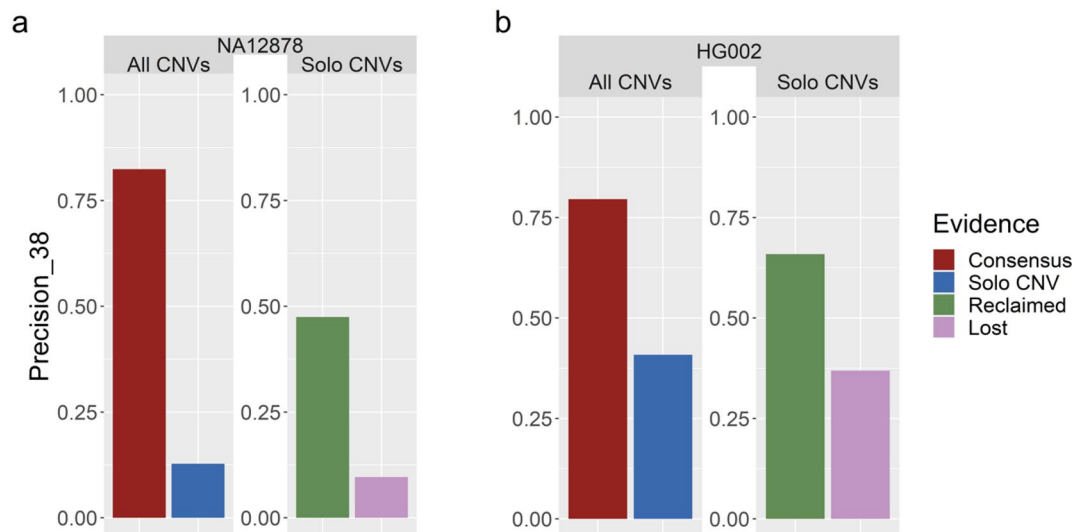 a
NA12878
All CNVs
Solo CNVs
Precision_38
1.00
0.75
0.50
0.25
0.00
1.00
0.75
0.50
0.25
0.00
b
HG002
All CNVs
Solo CNVs
1.00
0.75
0.50
0.25
0.00
1.00
0.75
0.50
0.25
0.00
Evidence
Consensus
Solo CNV
Reclaimed
Lost